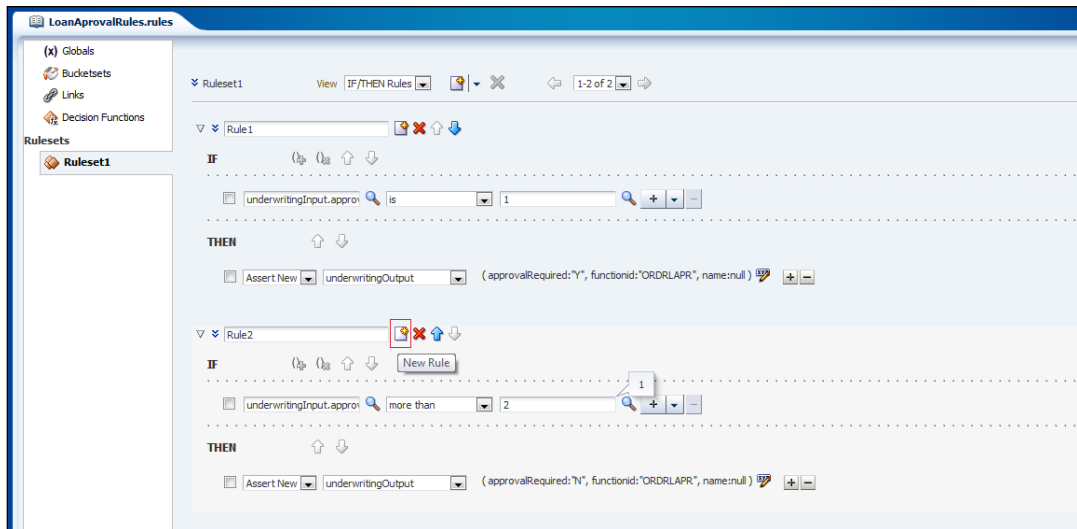 LoanAprovalRules.rules
(x) Globals
Bucketsets
Links
Decision Functions
Rulesets
Ruleset1
Ruleset1 View IF/THEN Rules 1-2 of 2
Rule1
IF
underwritingInput.approv is 1
THEN
Assert New underwritingOutput ( approvalRequired:"Y", functionid:"ORDRLAPR", name:null )
Rule2
IF New Rule
1
underwritingInput.approv more than 2
THEN
Assert New underwritingOutput ( approvalRequired:"N", functionid:"ORDRLAPR", name:null )